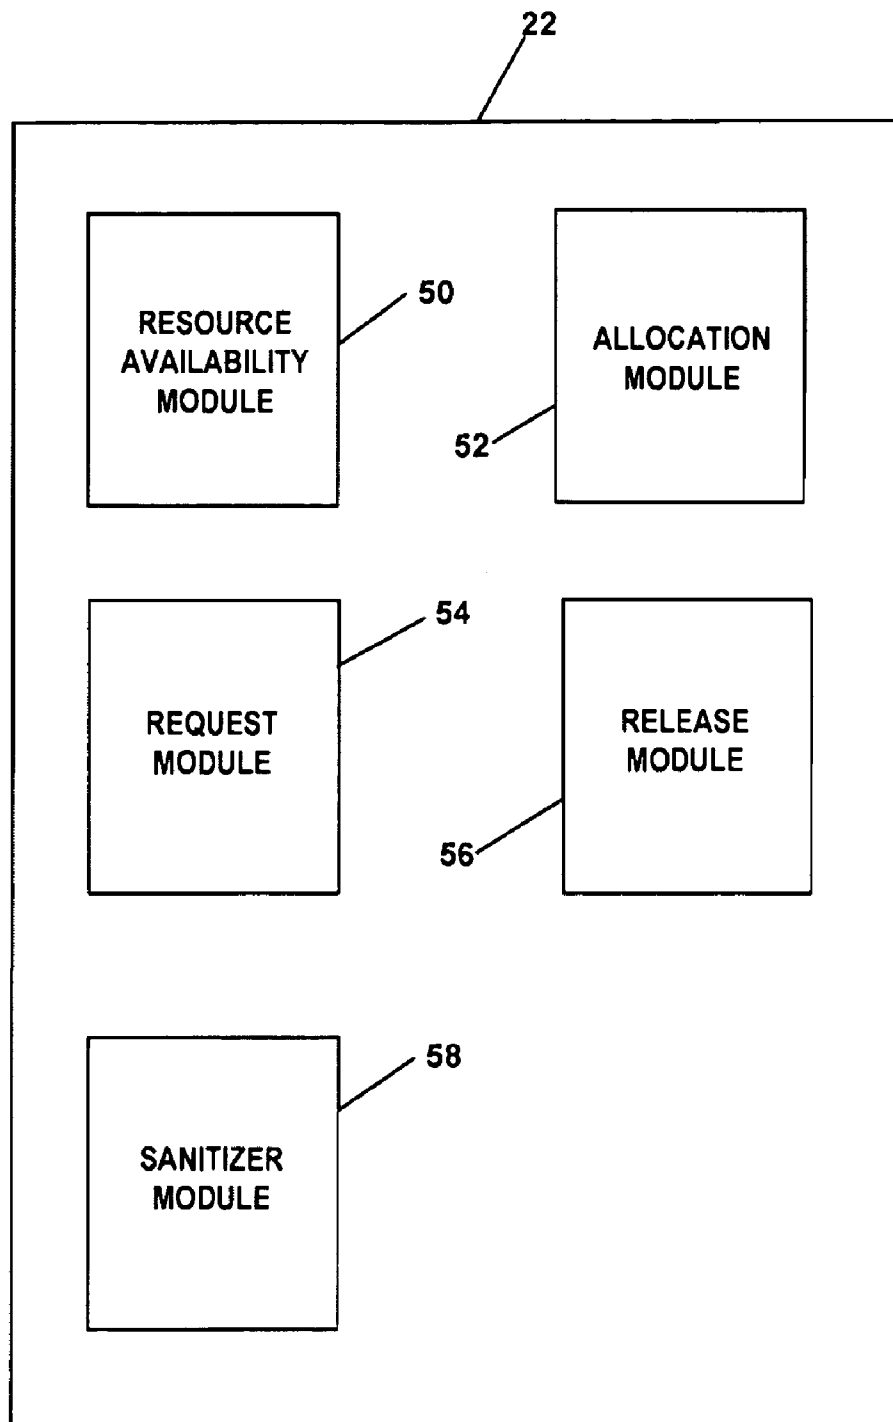 22
RESOURCE
AVAILABILITY
MODULE
50
ALLOCATION
MODULE
52
REQUEST
MODULE
54
RELEASE
MODULE
56
SANITIZER
MODULE
58